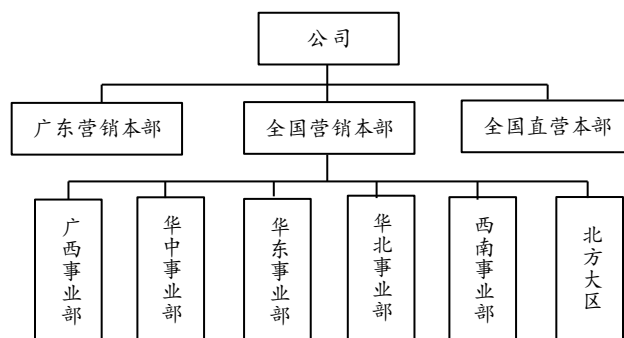 公司
广东营销本部
全国营销本部
全国直营本部
广西事业部
华中事业部
华东事业部
华北事业部
西南事业部
北方大区